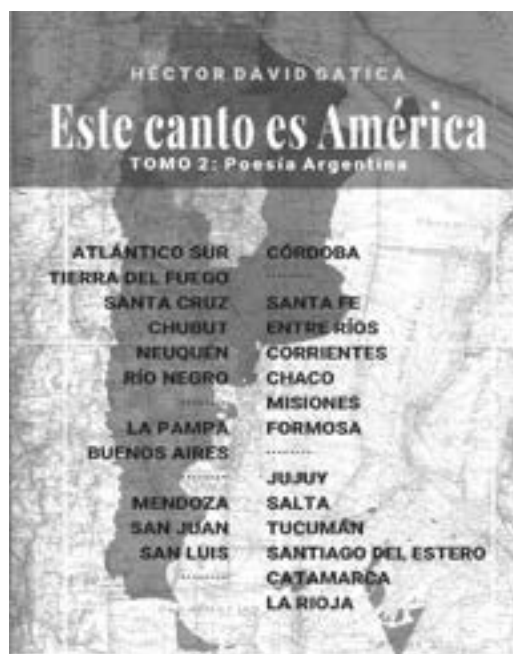 HÉCTOR DAVID GATICA
Este canto es América
TOMO 2: Poesía Argentina
ATLÁNTICO SUR
TIERRA DEL FUEGO
SANTA CRUZ
CHUBUT
NEUQUÉN
RÍO NEGRO
........
LA PAMPA
BUENOS AIRES
........
MENDOZA
SAN JUAN
SAN LUIS
........
CÓRDOBA
........
SANTA FE
ENTRE RÍOS
CORRIENTES
CHACO
MISIONES
FORMOSA
........
JUJUY
SALTA
TUCUMÁN
SANTIAGO DEL ESTERO
CATAMARCA
LA RIOJA